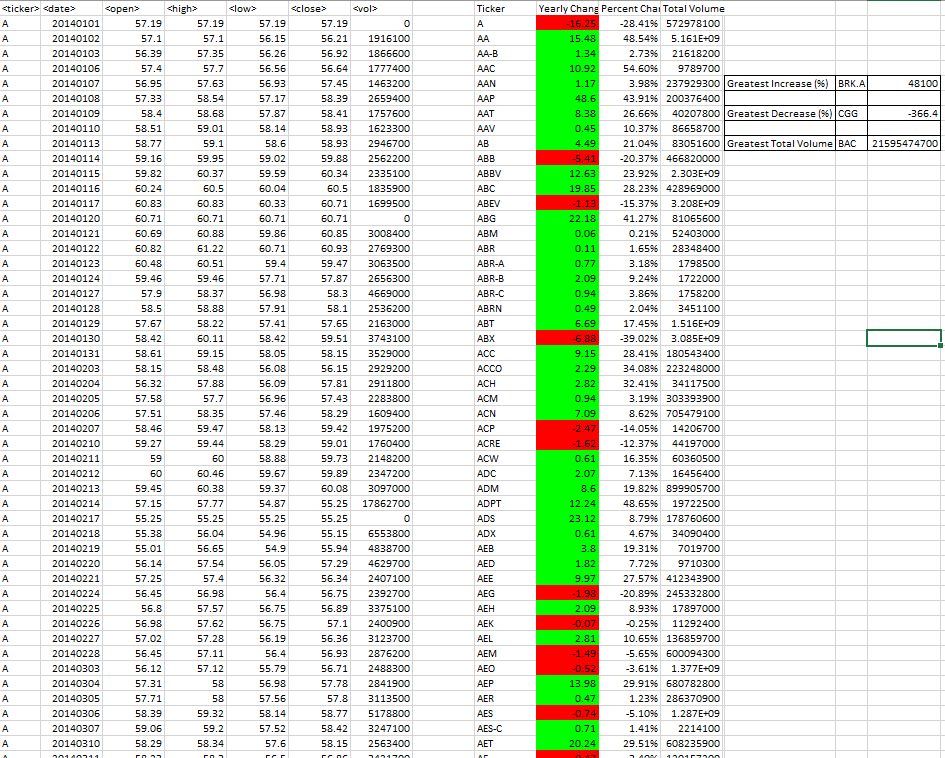 <ticker> <date> <open> <high> <low> <close> <vol> Ticker Yearly Chang Percent Chan Total Volume
A 20140101 57.19 57.19 57.19 57.19 0 A -16.25 -28.41% 572978100
A 20140102 57.1 57.1 56.15 56.21 1916100 AA 15.48 48.54% 5.161E+09
A 20140103 56.39 57.35 56.26 56.92 1866600 AA-B 1.34 2.73% 21618200
A 20140106 57.4 57.7 56.56 56.64 1777400 AAC 10.92 54.60% 9789700
A 20140107 56.95 57.63 56.93 57.45 1463200 AAN 1.17 3.98% 237929300 Greatest Increase (%) BRK.A 48100
A 20140108 57.33 58.54 57.17 58.39 2659400 AAP 48.6 43.91% 200376400
A 20140109 58.4 58.68 57.87 58.41 1757600 AAT 8.38 26.66% 40207800 Greatest Decrease (%) CGG -366.4
A 20140110 58.51 59.01 58.14 58.93 1623300 AAV 0.45 10.37% 86658700
A 20140113 58.77 59.1 58.6 58.93 2946700 AB 4.49 21.04% 83051600 Greatest Total Volume BAC 21595474700
A 20140114 59.16 59.95 59.02 59.88 2562200 ABB -5.41 -20.37% 466820000
A 20140115 59.82 60.37 59.59 60.34 2335100 ABBV 12.63 23.92% 2.303E+09
A 20140116 60.24 60.5 60.04 60.5 1835900 ABC 19.85 28.23% 428969000
A 20140117 60.83 60.83 60.33 60.71 1699500 ABEV -1.13 -15.37% 3.208E+09
A 20140120 60.71 60.71 60.71 60.71 0 ABG 22.18 41.27% 81065600
A 20140121 60.69 60.88 59.86 60.85 3008400 ABM 0.06 0.21% 52403000
A 20140122 60.82 61.22 60.71 60.93 2769300 ABR 0.11 1.65% 28348400
A 20140123 60.48 60.51 59.4 59.47 3063500 ABR-A 0.77 3.18% 1798500
A 20140124 59.46 59.46 57.71 57.87 2656300 ABR-B 2.09 9.24% 1722000
A 20140127 57.9 58.37 56.98 58.3 4669000 ABR-C 0.94 3.86% 1758200
A 20140128 58.5 58.88 57.91 58.1 2536200 ABRN 0.49 2.04% 3451100
A 20140129 57.67 58.22 57.41 57.65 2163000 ABT 6.69 17.45% 1.516E+09
A 20140130 58.42 60.11 58.42 59.51 3743100 ABX -6.88 -39.02% 3.085E+09
A 20140131 58.61 59.15 58.05 58.15 3529000 ACC 9.15 28.41% 180543400
A 20140203 58.15 58.48 56.08 56.15 2929200 ACCO 2.29 34.08% 223248000
A 20140204 56.32 57.88 56.09 57.81 2911800 ACH 2.82 32.41% 34117500
A 20140205 57.58 57.7 56.96 57.43 2283800 ACM 0.94 3.19% 303393900
A 20140206 57.51 58.35 57.46 58.29 1609400 ACN 7.09 8.62% 705479100
A 20140207 58.46 59.47 58.13 59.42 1975200 ACP -2.47 -14.05% 14206700
A 20140210 59.27 59.44 58.29 59.01 1760400 ACRE -1.62 -12.37% 44197000
A 20140211 59 60 58.88 59.73 2148200 ACW 0.61 16.35% 60360500
A 20140212 60 60.46 59.67 59.89 2347200 ADC 2.07 7.13% 16456400
A 20140213 59.45 60.38 59.37 60.08 3097000 ADM 8.6 19.82% 899905700
A 20140214 57.15 57.77 54.87 55.25 17862700 ADPT 12.24 48.65% 19722500
A 20140217 55.25 55.25 55.25 55.25 0 ADS 23.12 8.79% 178760600
A 20140218 55.38 56.04 54.96 55.15 6553800 ADX 0.61 4.67% 34090400
A 20140219 55.01 56.65 54.9 55.94 4838700 AEB 3.8 19.31% 7019700
A 20140220 56.14 57.54 56.05 57.29 4629700 AED 1.82 7.72% 9710300
A 20140221 57.25 57.4 56.32 56.34 2407100 AEE 9.97 27.57% 412343900
A 20140224 56.45 56.98 56.4 56.75 2392700 AEG -1.98 -20.89% 245332800
A 20140225 56.8 57.57 56.75 56.89 3375100 AEH 2.09 8.93% 17897000
A 20140226 56.98 57.62 56.75 57.1 2400900 AEK -0.07 -0.25% 11292400
A 20140227 57.02 57.28 56.19 56.36 3123700 AEL 2.81 10.65% 136859700
A 20140228 56.45 57.11 56.4 56.93 2876200 AEM -1.49 -5.65% 600094300
A 20140303 56.12 57.12 55.79 56.71 2488300 AEO -0.52 -3.61% 1.377E+09
A 20140304 57.31 58 56.98 57.78 2841900 AEP 13.98 29.91% 680782800
A 20140305 57.71 58 57.56 57.8 3113500 AER 0.47 1.23% 286370900
A 20140306 58.39 59.32 58.14 58.77 5178800 AES -0.74 -5.10% 1.287E+09
A 20140307 59.06 59.2 57.52 58.42 3247100 AES-C 0.71 1.41% 2214100
A 20140310 58.29 58.34 57.6 58.15 2563400 AET 20.24 29.51% 608235900